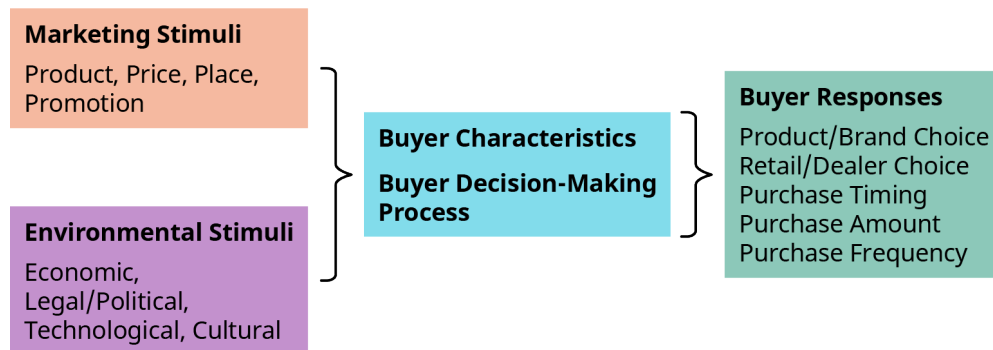 Marketing Stimuli
Product, Price, Place,
Promotion
Environmental Stimuli
Economic,
Legal/Political,
Technological, Cultural
Buyer Characteristics
Buyer Decision-Making
Process
Buyer Responses
Product/Brand Choice
Retail/Dealer Choice
Purchase Timing
Purchase Amount
Purchase Frequency